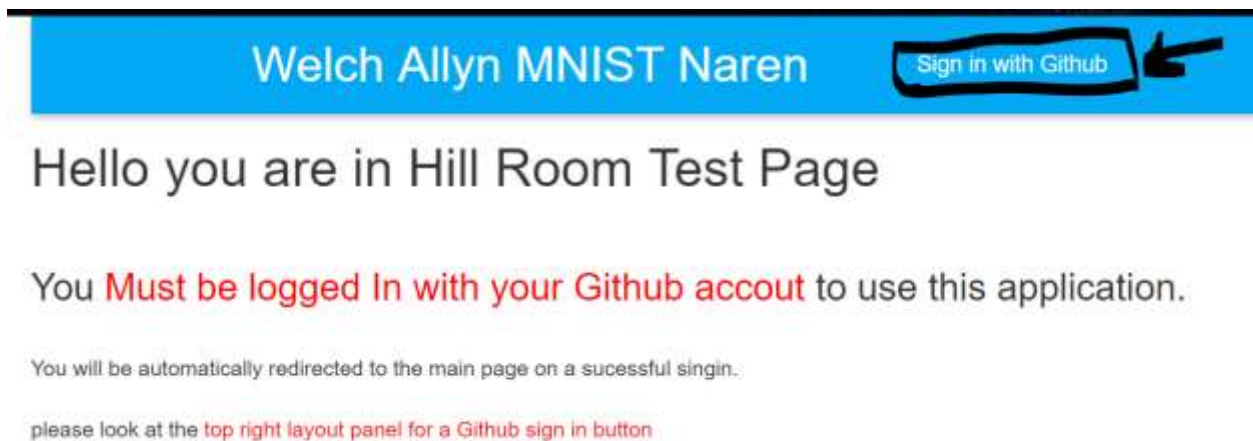 Welch Allyn MNIST Naren
Sign in with Github
Hello you are in Hill Room Test Page
You Must be logged In with your Github accout to use this application.
You will be automatically redirected to the main page on a sucessful singin.
please look at the top right layout panel for a Github sign in button